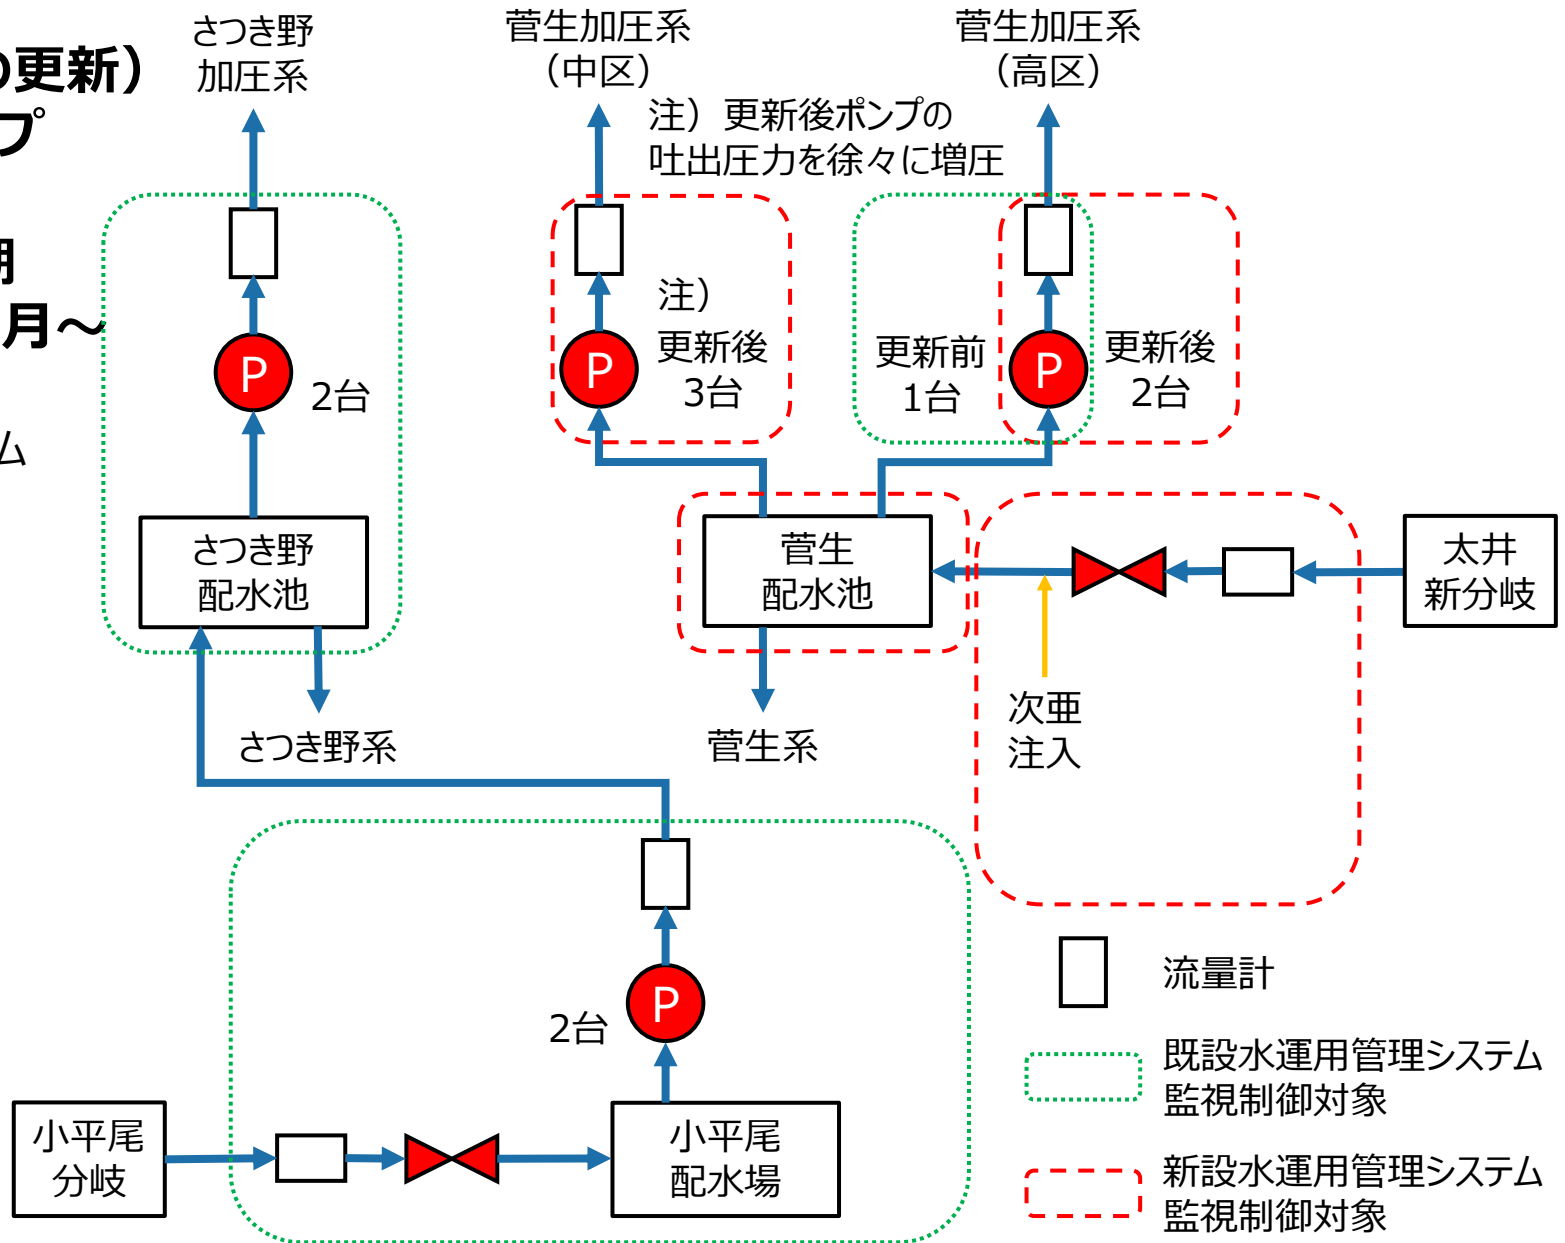 の更新）
プ
期
月～
ム
さつき野
加圧系
菅生加圧系
（中区）
菅生加圧系
（高区）
注）更新後ポンプの
吐出圧力を徐々に増圧
P
2台
P
注）
更新後
3台
更新前
1台
P
更新後
2台
さつき野
配水池
菅生
配水池
太井
新分岐
さつき野系
菅生系
次亜
注入
P
2台
小平尾
分岐
小平尾
配水場
流量計
既設水運用管理システム
監視制御対象
新設水運用管理システム
監視制御対象